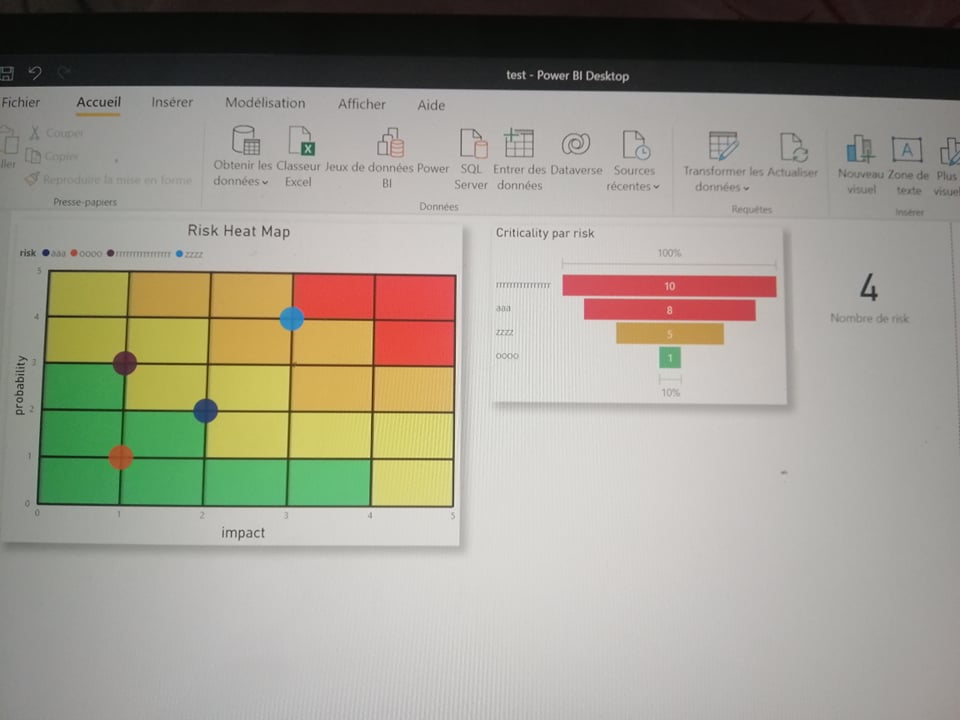 test - Power BI Desktop
Fichier Accueil Insérer Modélisation Afficher Aide
Couper
Copier
Reproduire la mise en forme
ller
Presse-papiers
Obtenir les données
Classeur Excel
Jeux de données Power BI
SQL Server
Entrer des données
Dataverse
Sources récentes
Données
Transformer les données
Actualiser
Requêtes
Nouveau visuel
Zone de texte
Plus
visue
Insérer
Risk Heat Map
risk aaa oooo zzzz
5
4
3
2
1
0
probability
0 1 2 3 4 5
impact
Criticality par risk
100%
10
aaa 8
zzzz 5
oooo 1
10%
4
Nombre de risk